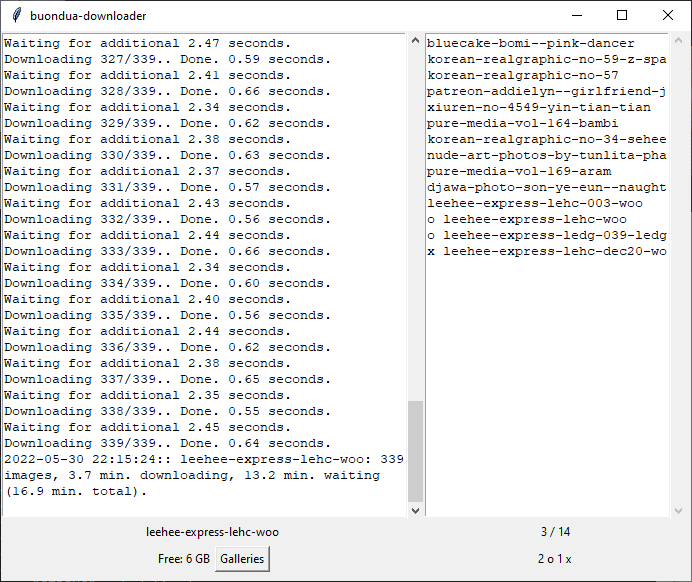 buondua-downloader
Waiting for additional 2.47 seconds.
Downloading 327/339.. Done. 0.59 seconds.
Waiting for additional 2.41 seconds.
Downloading 328/339.. Done. 0.66 seconds.
Waiting for additional 2.34 seconds.
Downloading 329/339.. Done. 0.62 seconds.
Waiting for additional 2.38 seconds.
Downloading 330/339.. Done. 0.63 seconds.
Waiting for additional 2.37 seconds.
Downloading 331/339.. Done. 0.57 seconds.
Waiting for additional 2.43 seconds.
Downloading 332/339.. Done. 0.56 seconds.
Waiting for additional 2.44 seconds.
Downloading 333/339.. Done. 0.66 seconds.
Waiting for additional 2.34 seconds.
Downloading 334/339.. Done. 0.60 seconds.
Waiting for additional 2.40 seconds.
Downloading 335/339.. Done. 0.56 seconds.
Waiting for additional 2.44 seconds.
Downloading 336/339.. Done. 0.62 seconds.
Waiting for additional 2.38 seconds.
Downloading 337/339.. Done. 0.65 seconds.
Waiting for additional 2.35 seconds.
Downloading 338/339.. Done. 0.55 seconds.
Waiting for additional 2.45 seconds.
Downloading 339/339.. Done. 0.64 seconds.
2022-05-30 22:15:24:: leehee-express-lehc-woo: 339
images, 3.7 min. downloading, 13.2 min. waiting
(16.9 min. total).
bluecake-bomi--pink-dancer
korean-realgraphic-no-59-z-spa
korean-realgraphic-no-57
patreon-addielyn--girlfriend-j
xiuren-no-4549-yin-tian-tian
pure-media-vol-164-bambi
korean-realgraphic-no-34-sehee
nude-art-photos-by-tunlita-pha
pure-media-vol-169-aram
djawa-photo-son-ye-eun--naught
leehee-express-lehc-003-woo
o leehee-express-lehc-woo
o leehee-express-ledg-039-ledg
x leehee-express-lehc-dec20-wo
leehee-express-lehc-woo
3 / 14
Free: 6 GB
Galleries
2 o 1 x